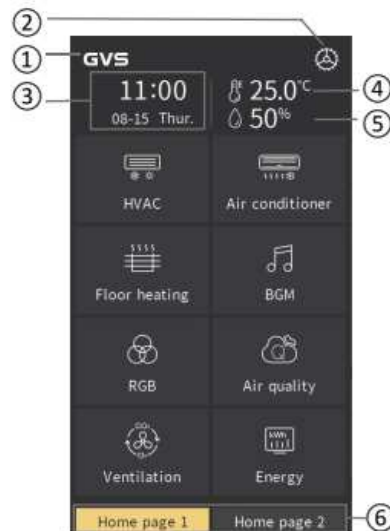 ②
① GVS
③ 11:00 25.0°C ④
08-15 Thur. 50% ⑤
HVAC Air conditioner
Floor heating BGM
RGB Air quality
CO₂ kWh
Ventilation Energy
Home page 1 Home page 2 ⑥